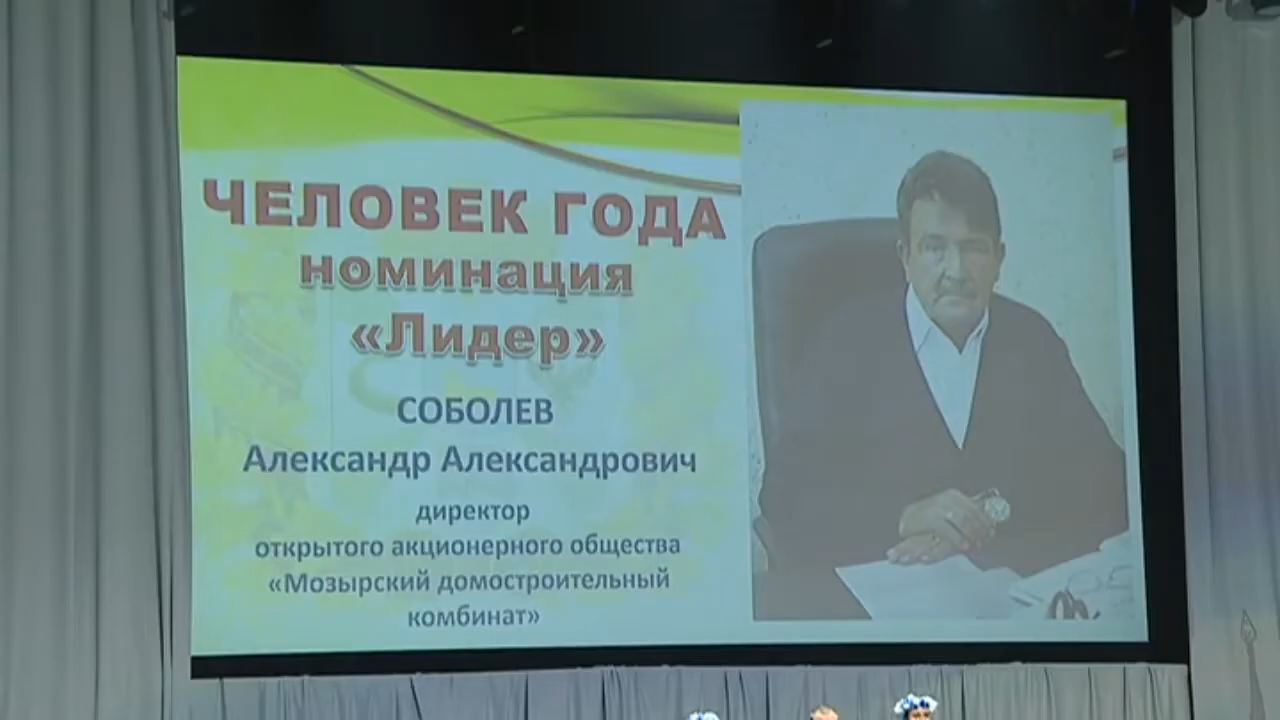 ЧЕЛОВЕК ГОДА
номинация
«Лидер»
СОБОЛЕВ
Александр Александрович
директор
открытого акционерного общества
«Мозырский домостроительный
комбинат»